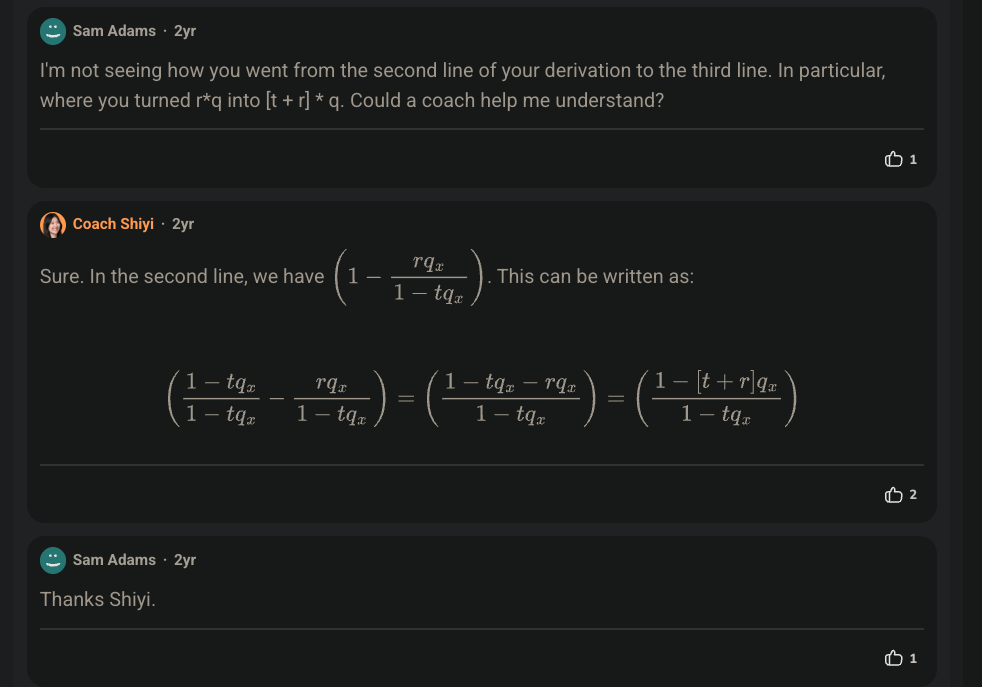 Sam Adams · 2yr
I'm not seeing how you went from the second line of your derivation to the third line. In particular,
where you turned r*q into [t + r] * q. Could a coach help me understand?
1
Coach Shiyi · 2yr
Sure. In the second line, we have $\left(1 - \frac{rq_x}{1 - tq_x}\right)$. This can be written as:
$\left(\frac{1 - tq_x}{1 - tq_x} - \frac{rq_x}{1 - tq_x}\right) = \left(\frac{1 - tq_x - rq_x}{1 - tq_x}\right) = \left(\frac{1 - [t + r]q_x}{1 - tq_x}\right)$
2
Sam Adams · 2yr
Thanks Shiyi.
1